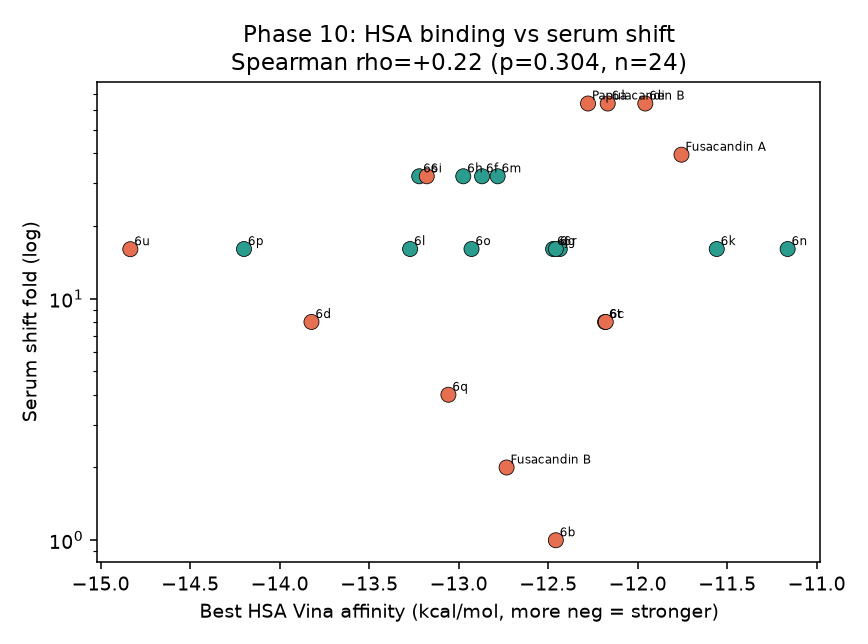 Phase 10: HSA binding vs serum shift
Spearman rho=+0.22 (p=0.304, n=24)
Serum shift fold (log)
10¹
10⁰
B
Fusacandin A
6h
6f
6m
6u
6p
6l
6o
6k
6n
6d
6q
Fusacandin B
6b
−15.0
−14.5
−14.0
−13.5
−13.0
−12.5
−12.0
−11.5
−11.0
Best HSA Vina affinity (kcal/mol, more neg = stronger)